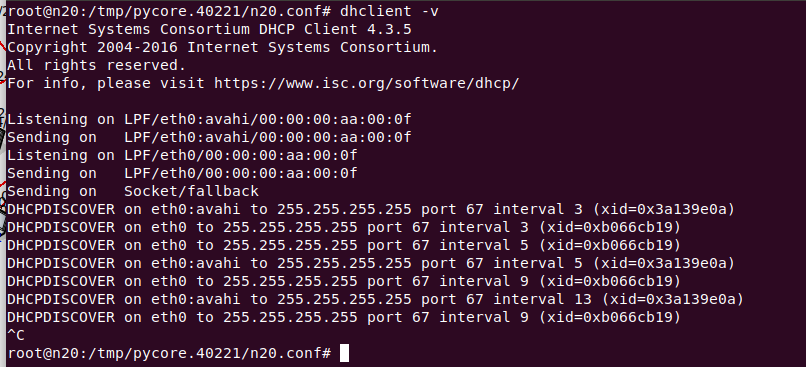 root@n20:/tmp/pycore.40221/n20.conf# dhclient -v
Internet Systems Consortium DHCP Client 4.3.5
Copyright 2004-2016 Internet Systems Consortium.
All rights reserved.
For info, please visit https://www.isc.org/software/dhcp/

Listening on LPF/eth0:avahi/00:00:00:aa:00:0f
Sending on   LPF/eth0:avahi/00:00:00:aa:00:0f
Listening on LPF/eth0/00:00:00:aa:00:0f
Sending on   LPF/eth0/00:00:00:aa:00:0f
Sending on   Socket/fallback
DHCPDISCOVER on eth0:avahi to 255.255.255.255 port 67 interval 3 (xid=0x3a139e0a)
DHCPDISCOVER on eth0 to 255.255.255.255 port 67 interval 3 (xid=0xb066cb19)
DHCPDISCOVER on eth0 to 255.255.255.255 port 67 interval 5 (xid=0xb066cb19)
DHCPDISCOVER on eth0:avahi to 255.255.255.255 port 67 interval 5 (xid=0x3a139e0a)
DHCPDISCOVER on eth0 to 255.255.255.255 port 67 interval 9 (xid=0xb066cb19)
DHCPDISCOVER on eth0:avahi to 255.255.255.255 port 67 interval 13 (xid=0x3a139e0a)
DHCPDISCOVER on eth0 to 255.255.255.255 port 67 interval 9 (xid=0xb066cb19)
^C
root@n20:/tmp/pycore.40221/n20.conf#